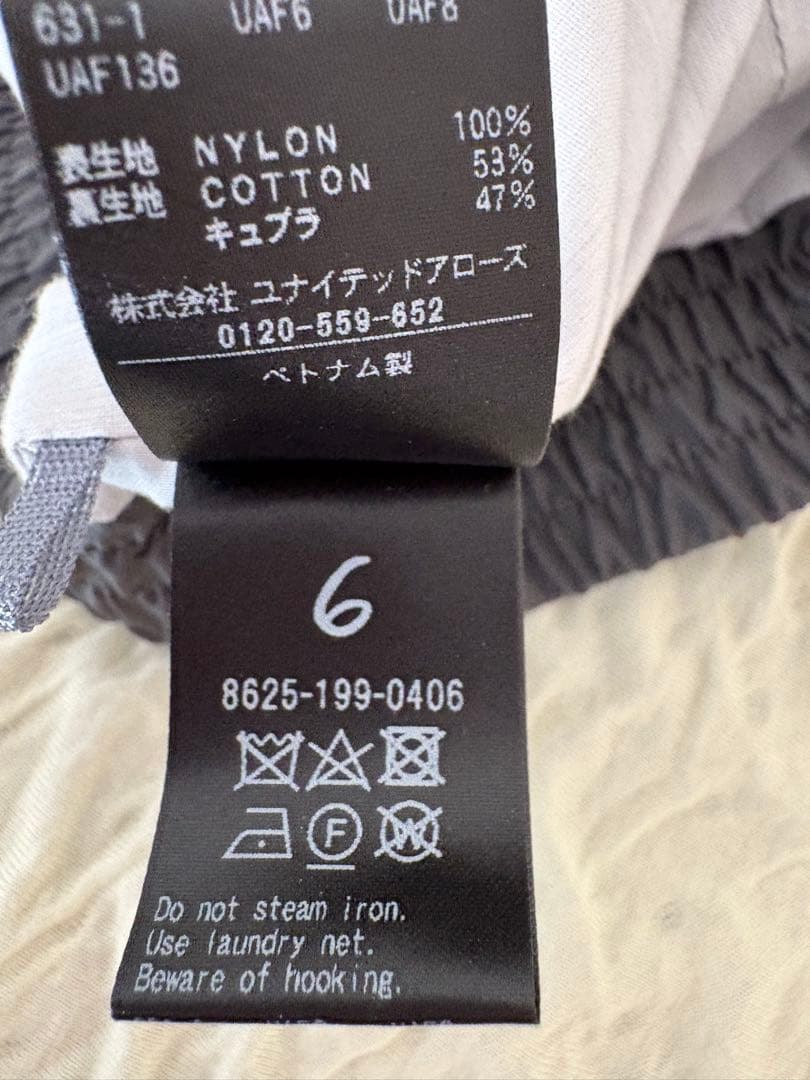 631-1 UAF6 UAF8
UAF136
表生地 NYLON 100%
裏生地 COTTON 53%
キュプラ 47%
株式会社 ユナイテッドアローズ
0120-559-652
ベトナム製
6
8625-199-0406
F W
Do not steam iron.
Use laundry net.
Beware of hooking.